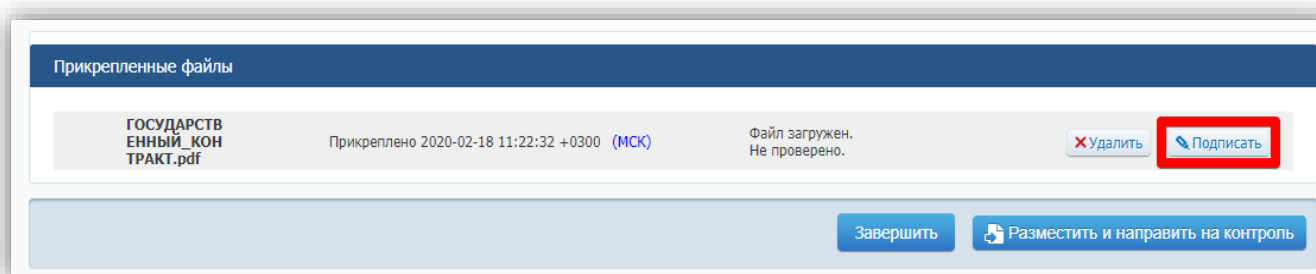 Прикрепленные файлы
ГОСУДАРСТВ
ЕННЫЙ_КОН
ТРАКТ.pdf
Прикреплено 2020-02-18 11:22:32 +0300 (МСК)
Файл загружен.
Не проверено.
Удалить
Подписать
Завершить
Разместить и направить на контроль